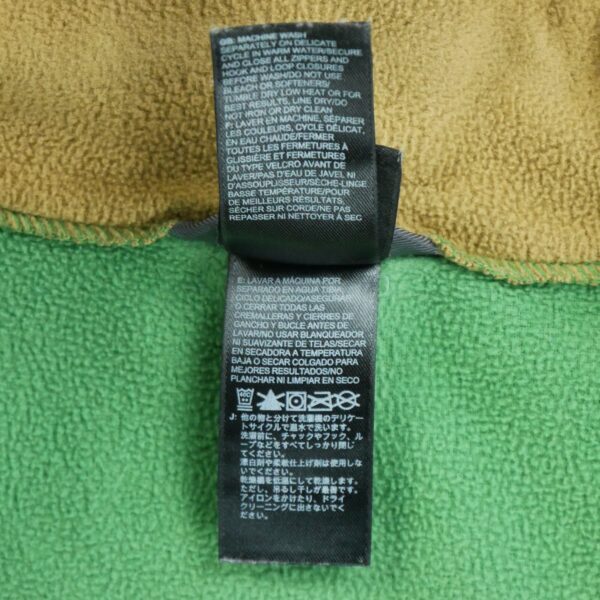 GB: MACHINE WASH
SEPARATELY ON DELICATE
CYCLE IN WARM WATER/SECURE
AND CLOSE ALL ZIPPERS AND
HOOK AND LOOP CLOSURES
BEFORE WASH/DO NOT USE
BLEACH OR SOFTENERS/
TUMBLE DRY LOW HEAT OR FOR
BEST RESULTS, LINE DRY/DO
NOT IRON OR DRY CLEAN
F: LAVER EN MACHINE, SÉPARER
LES COULEURS, CYCLE DÉLICAT,
EN EAU CHAUDE/FERMER
TOUTES LES FERMETURES À
GLISSIÈRE ET FERMETURES
DU TYPE VELCRO AVANT DE
LAVER/PAS D'EAU DE JAVEL NI
D'ASSOUPLISSEUR/SÈCHE-LINGE
BASSE TEMPÉRATURE/POUR
DE MEILLEURS RÉSULTATS,
SÉCHER SUR CORDE/NE PAS
REPASSER NI NETTOYER À SEC
E: LAVAR A MÁQUINA POR
SEPARADO EN AGUA TIBIA
CICLO DELICADO/ASEGURAR
O CERRAR TODAS LAS
CREMALLERAS Y CIERRES DE
GANCHO Y BUCLE ANTES DE
LAVAR/NO USAR BLANQUEADOR
NI SUAVIZANTE DE TELAS/SECAR
EN SECADORA A TEMPERATURA
BAJA O SECAR COLGADO PARA
MEJORES RESULTADOS/NO
PLANCHAR NI LIMPIAR EN SECO
40C
J: 他の物と分けて洗濯機のデリケー
トサイクルで温水で洗います。
洗濯前に、チャックやフック、ル
ープなどをすべてしっかり閉じ
てください。
漂白剤や柔軟仕上げ剤は使用しな
いでください。
乾燥機を低温にして乾燥します。
ただし、吊るし干しが最善です。
アイロンをかけたり、ドライ
クリーニングに出さないでくだ
さい。